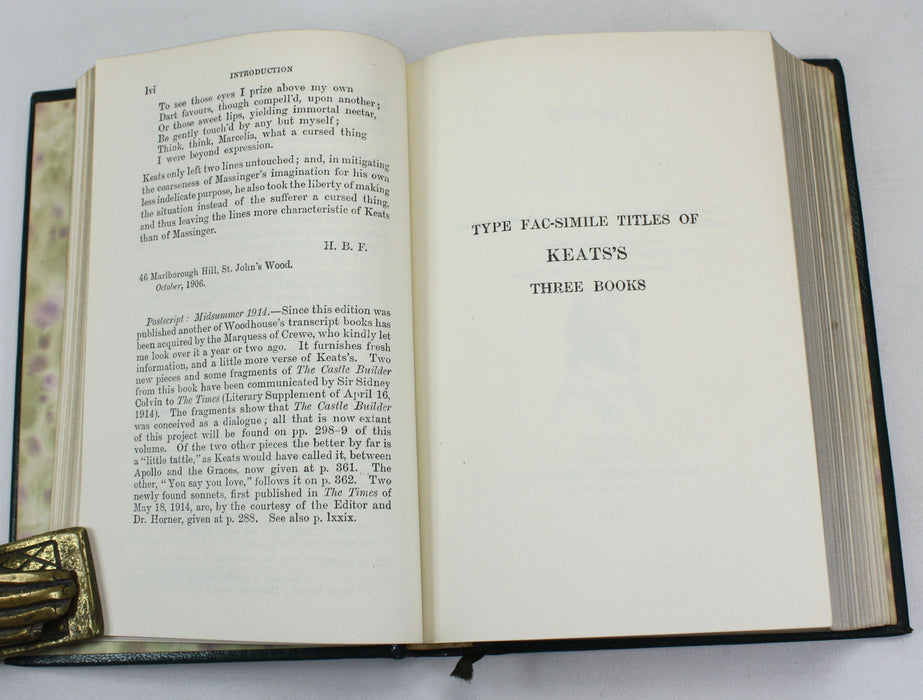 lvi
INTRODUCTION
To see those eyes I prize above my own
Dart favours, though compell'd, upon another;
Or those sweet lips, yielding immortal nectar,
Be gently touch'd by any but myself;
Think, think, Marcelia, what a cursed thing
I were beyond expression.
Keats only left two lines untouched; and, in mitigating
the coarseness of Massinger's imagination for his own
less indelicate purpose, he also took the liberty of making
the situation instead of the sufferer a cursed thing,
and thus leaving the lines more characteristic of Keats
than of Massinger.
H. B. F.
46 Marlborough Hill, St. John's Wood.
October, 1906.
Postscript: Midsummer 1914.—Since this edition was
published another of Woodhouse's transcript books has
been acquired by the Marquess of Crewe, who kindly let
me look over it a year or two ago. It furnishes fresh
information, and a little more verse of Keats's. Two
new pieces and some fragments of The Castle Builder
from this book have been communicated by Sir Sidney
Colvin to The Times (Literary Supplement of April 16,
1914). The fragments show that The Castle Builder
was conceived as a dialogue; all that is now extant
of this project will be found on pp. 298-9 of this
volume. Of the two other pieces the better by far is
a "little tattle," as Keats would have called it, between
Apollo and the Graces, now given at p. 361. The
other, "You say you love," follows it on p. 362. Two
newly found sonnets, first published in The Times of
May 18, 1914, are, by the courtesy of the Editor and
Dr. Horner, given at p. 288. See also p. lxxix.
TYPE FAC-SIMILE TITLES OF
KEATS'S
THREE BOOKS